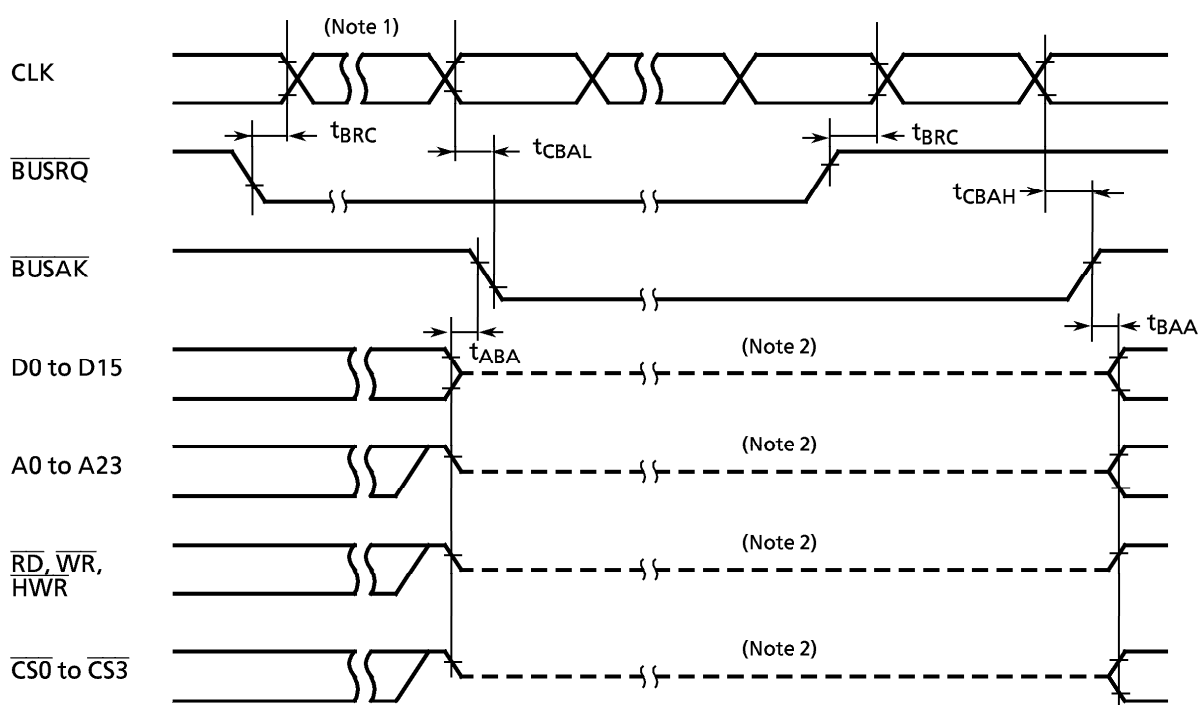 (Note 1)
CLK
tBRC
tCBAL
tBRC
BUSRQ
tCBAH
BUSAK
tBAA
tABA
D0 to D15
(Note 2)
A0 to A23
(Note 2)
RD, WR,
HWR
(Note 2)
CS0 to CS3
(Note 2)